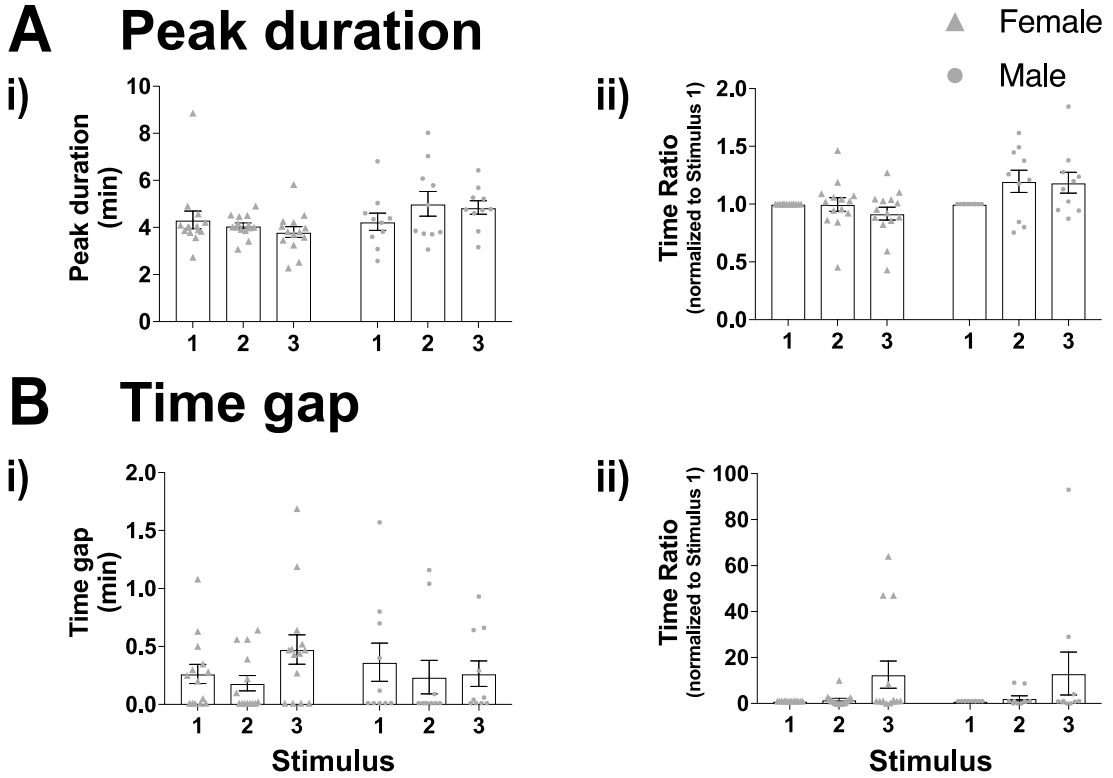 A Peak duration
Female
Male
i)
Peak duration
(min)
10
8
6
4
2
0
1 2 3 1 2 3
ii)
Time Ratio
(normalized to Stimulus 1)
2.0
1.5
1.0
0.5
0.0
1 2 3 1 2 3
B Time gap
i)
Time gap
(min)
2.0
1.5
1.0
0.5
0.0
1 2 3 1 2 3
Stimulus
ii)
Time Ratio
(normalized to Stimulus 1)
100
80
60
40
20
0
1 2 3 1 2 3
Stimulus